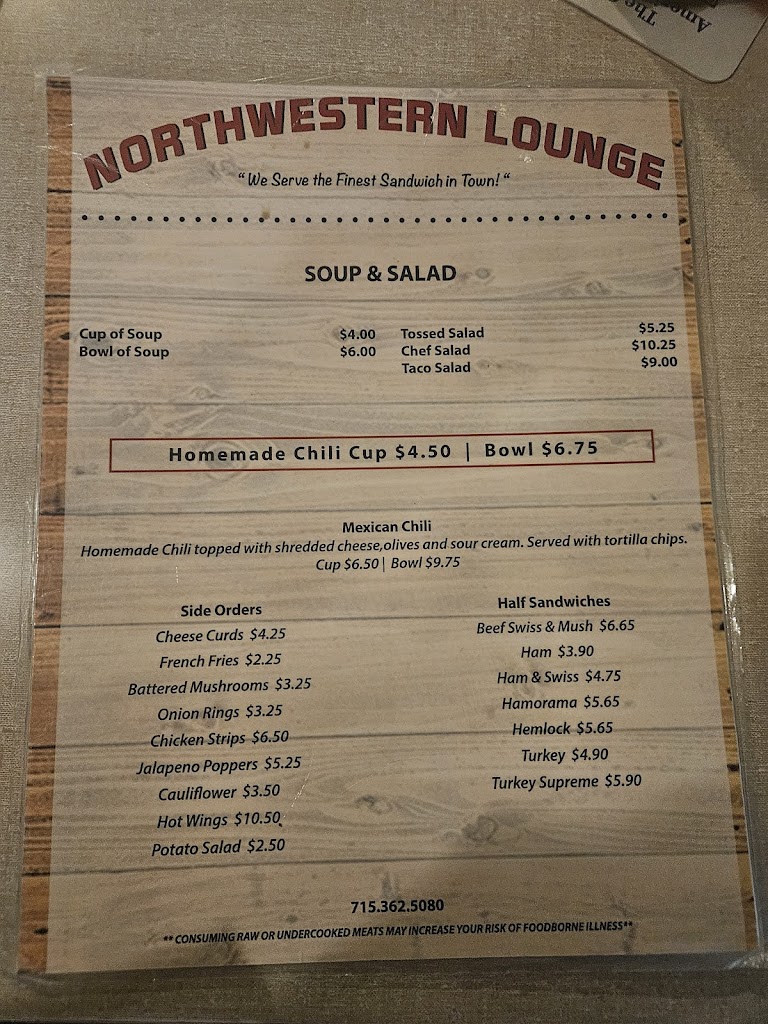 The
Ame
NORTHWESTERN LOUNGE
“We Serve the Finest Sandwich in Town! “
SOUP & SALAD
Cup of Soup $4.00
Bowl of Soup $6.00
Tossed Salad $5.25
Chef Salad $10.25
Taco Salad $9.00
Homemade Chili Cup $4.50 | Bowl $6.75
Mexican Chili
Homemade Chili topped with shredded cheese,olives and sour cream. Served with tortilla chips.
Cup $6.50| Bowl $9.75
Side Orders
Cheese Curds $4.25
French Fries $2.25
Battered Mushrooms $3.25
Onion Rings $3.25
Chicken Strips $6.50
Jalapeno Poppers $5.25
Cauliflower $3.50
Hot Wings $10.50
Potato Salad $2.50
Half Sandwiches
Beef Swiss & Mush $6.65
Ham $3.90
Ham & Swiss $4.75
Hamorama $5.65
Hemlock $5.65
Turkey $4.90
Turkey Supreme $5.90
715.362.5080
** CONSUMING RAW OR UNDERCOOKED MEATS MAY INCREASE YOUR RISK OF FOODBORNE ILLNESS**